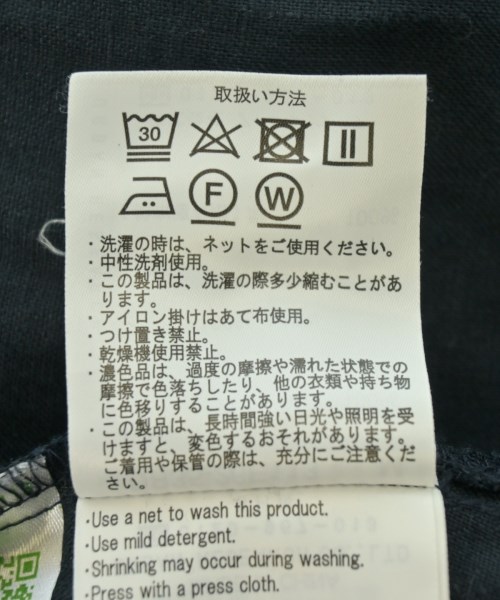 取扱い方法
30
F
W
・洗濯の時は、ネットをご使用ください。
・中性洗剤使用。
・この製品は、洗濯の際多少縮むことがあ
ります。
・アイロン掛けはあて布使用。
・つけ置き禁止。
・乾燥機使用禁止。
・濃色品は、過度の摩擦や濡れた状態での
摩擦で色落ちしたり、他の衣類や持ち物
に色移りすることがあります。
・この製品は、長時間強い日光や照明を受
けますと、変色するおそれがあります。
ご着用や保管の際は、充分にご注意くだ
さい。
・Use a net to wash this product.
・Use mild detergent.
・Shrinking may occur during washing.
・Press with a press cloth.